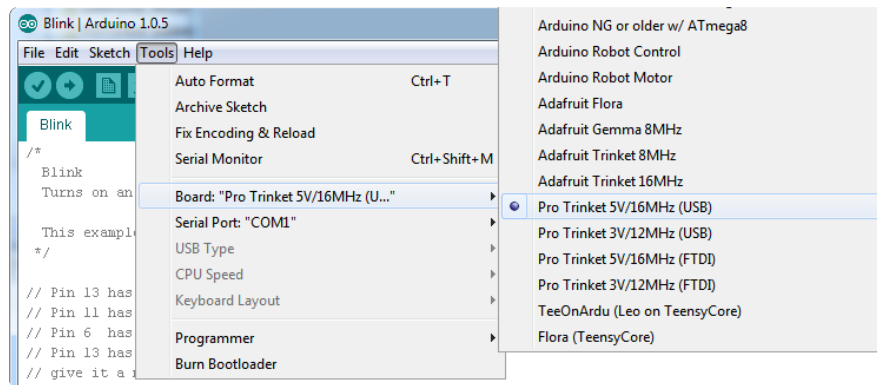 Blink | Arduino 1.0.5
File Edit Sketch Tools Help
Blink
/*
Blink
Turns on an
This example
*/
// Pin 13 has
// Pin 11 has
// Pin 6 has
// Pin 13 has
// give it a
Auto Format Ctrl+T
Archive Sketch
Fix Encoding & Reload
Serial Monitor Ctrl+Shift+M
Board: "Pro Trinket 5V/16MHz (U..."
Serial Port: "COM1"
USB Type
CPU Speed
Keyboard Layout
Programmer
Burn Bootloader
Arduino NG or older w/ ATmega8
Arduino Robot Control
Arduino Robot Motor
Adafruit Flora
Adafruit Gemma 8MHz
Adafruit Trinket 8MHz
Adafruit Trinket 16MHz
Pro Trinket 5V/16MHz (USB)
Pro Trinket 3V/12MHz (USB)
Pro Trinket 5V/16MHz (FTDI)
Pro Trinket 3V/12MHz (FTDI)
TeeOnArdu (Leo on TeensyCore)
Flora (TeensyCore)